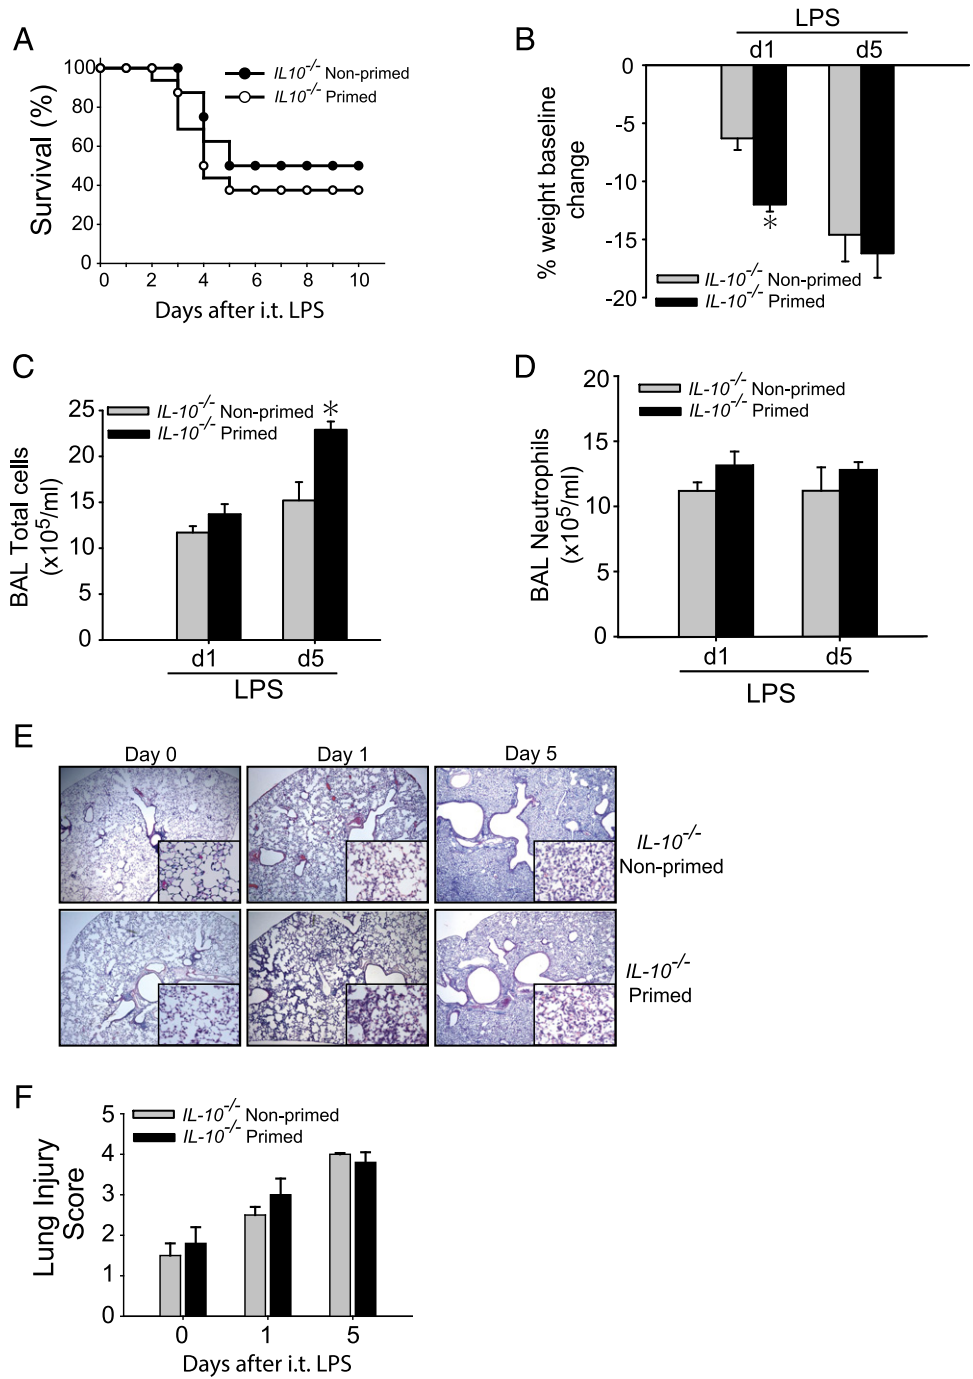 A
100
80
60
40
20
0
Survival (%)
0 2 4 6 8 10
Days after i.t. LPS
IL10-/- Non-primed
IL10-/- Primed
B
LPS
d1 d5
0
-5
-10
-15
-20
% weight baseline
change
*
IL-10-/- Non-primed
IL-10-/- Primed
C
25
20
15
10
5
0
BAL Total cells
(x10^5/ml)
IL-10-/- Non-primed
IL-10-/- Primed
*
d1 d5
LPS
D
20
15
10
5
0
BAL Neutrophils
(x10^5/ml)
IL-10-/- Non-primed
IL-10-/- Primed
d1 d5
LPS
E
Day 0 Day 1 Day 5
IL-10-/-
Non-primed
IL-10-/-
Primed
F
5
4
3
2
1
0
Lung Injury
Score
IL-10-/- Non-primed
IL-10-/- Primed
0 1 5
Days after i.t. LPS